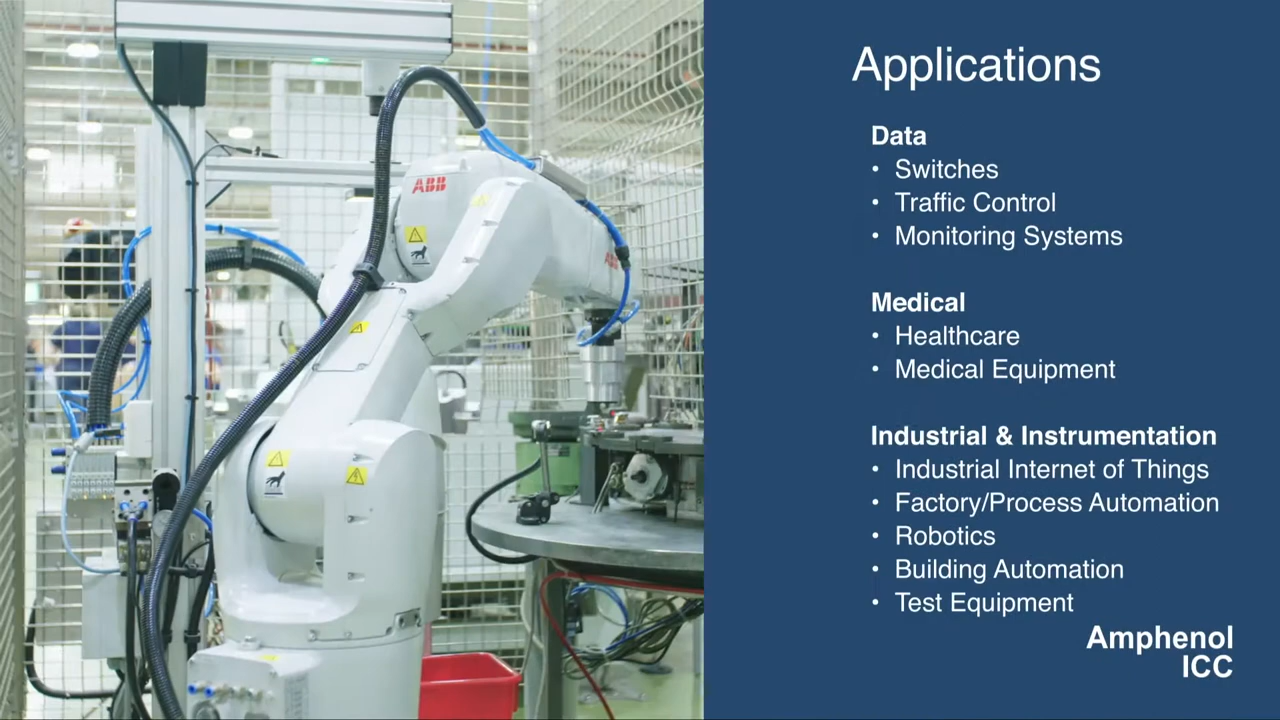 ABB
Applications
Data
• Switches
• Traffic Control
• Monitoring Systems
Medical
• Healthcare
• Medical Equipment
Industrial & Instrumentation
• Industrial Internet of Things
• Factory/Process Automation
• Robotics
• Building Automation
• Test Equipment
Amphenol
ICC